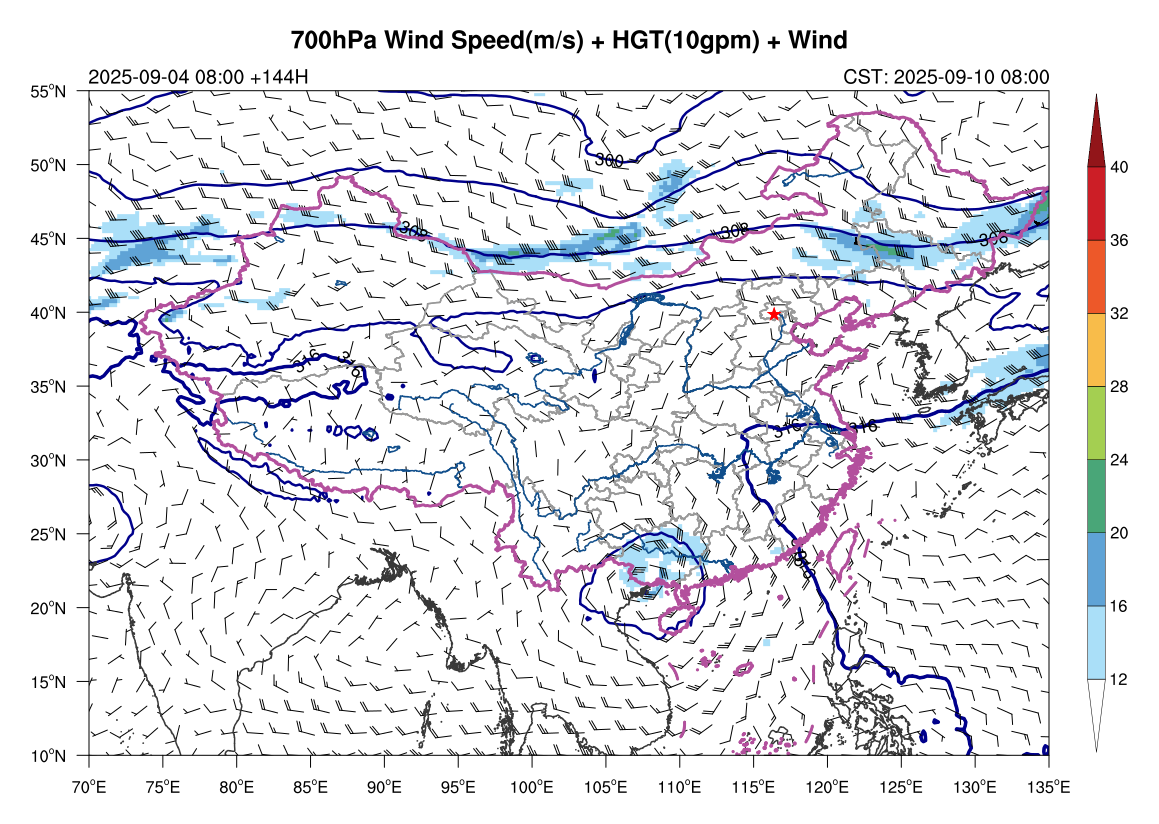 700hPa Wind Speed(m/s) + HGT(10gpm) + Wind
2025-09-04 08:00 +144H
CST: 2025-09-10 08:00
55°N
50°N
45°N
40°N
35°N
30°N
25°N
20°N
15°N
10°N
70°E
75°E
80°E
85°E
90°E
95°E
100°E
105°E
110°E
115°E
120°E
125°E
130°E
135°E
300
308
308
308
316
316
316
316
40
36
32
28
24
20
16
12